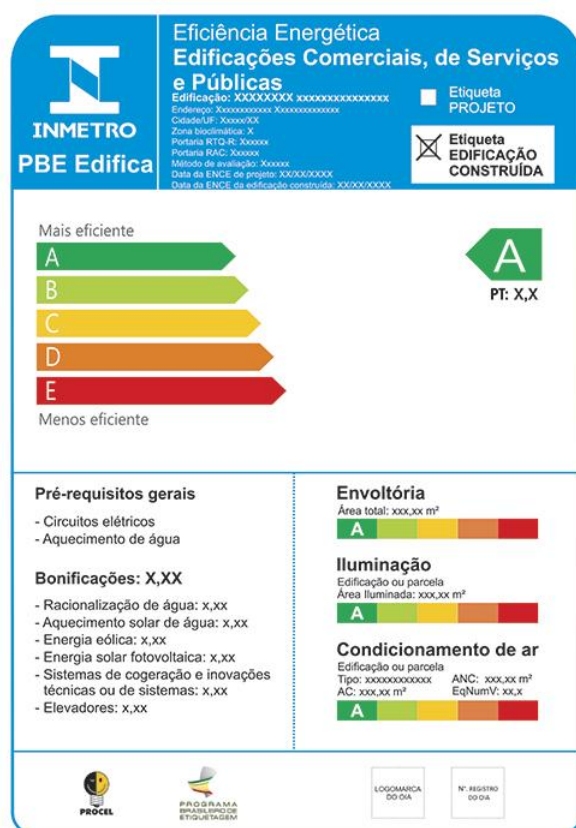 INMETRO
PBE Edifica
Eficiência Energética
Edificações Comerciais, de Serviços
e Públicas
Edificação: XXXXXXXX xxxxxxxxxxxxxxx
Endereço: Xxxxxxxxxxx Xxxxxxxxxxxxx
Cidade/UF: Xxxxx/XX
Zona bioclimática: X
Portaria RTQ-R: Xxxxxx
Portaria RAC: Xxxxxx
Método de avaliação: Xxxxxx
Data da ENCE de projeto: XX/XX/XXXX
Data da ENCE da edificação construída: XX/XX/XXXX
Etiqueta
PROJETO
Etiqueta
EDIFICAÇÃO
CONSTRUÍDA
Mais eficiente
A
B
C
D
E
Menos eficiente
A
PT: X,X
Pré-requisitos gerais
- Circuitos elétricos
- Aquecimento de água
Bonificações: X,XX
- Racionalização de água: x,xx
- Aquecimento solar de água: x,xx
- Energia eólica: x,xx
- Energia solar fotovoltaica: x,xx
- Sistemas de cogeração e inovações
técnicas ou de sistemas: x,xx
- Elevadores: x,xx
Envoltória
Área total: xxx,xx m²
A
Iluminação
Edificação ou parcela
Área Iluminada: xxx,xx m²
A
Condicionamento de ar
Edificação ou parcela
Tipo: xxxxxxxxxxxx ANC: xxx,xx m²
AC: xxx,xx m² EqNumV: xx,x
A
PROCEL
PROGRAMA
BRASILEIRO DE
ETIQUETAGEM
LOGOMARCA
DO OIA
N°. REGISTRO
DO OIA